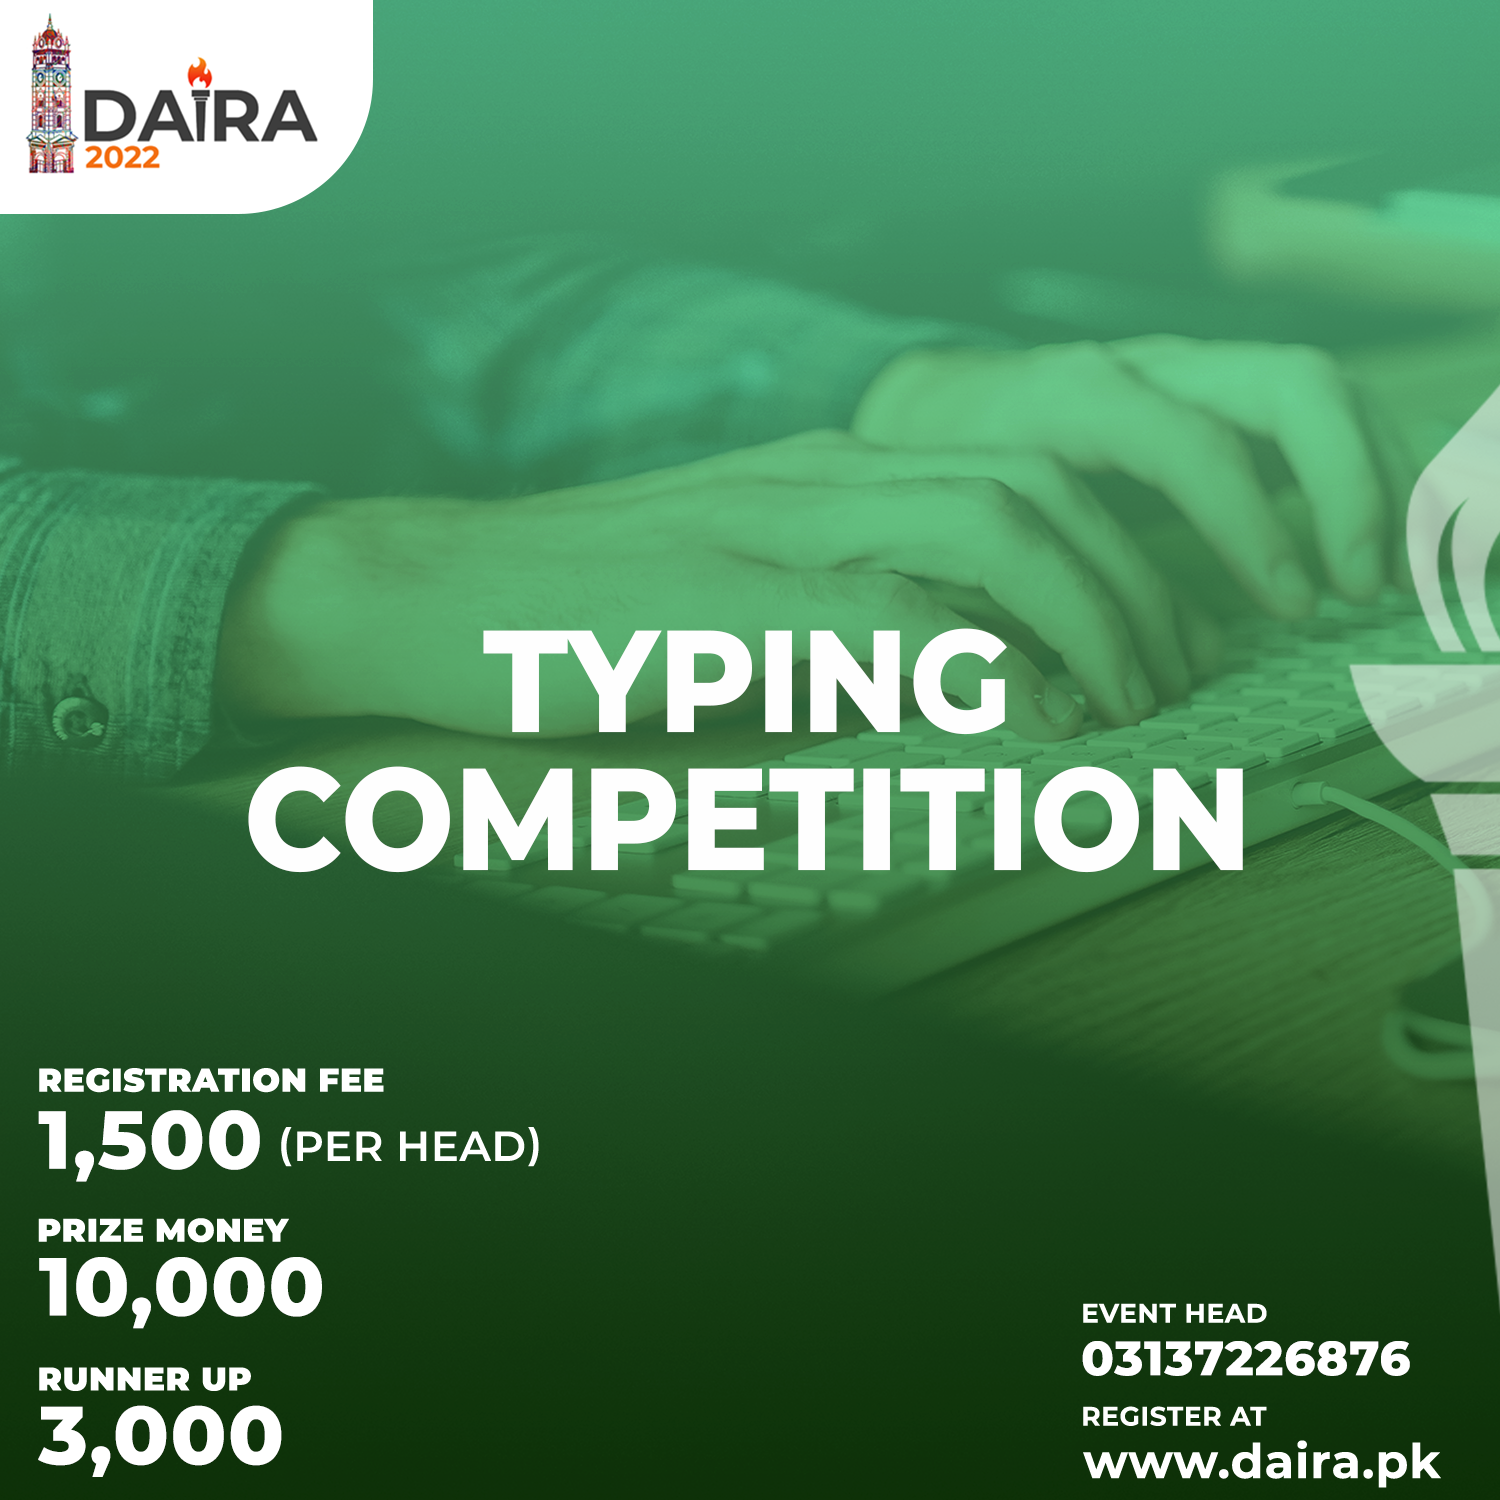 DAIRA
2022
TYPING
COMPETITION
REGISTRATION FEE
1,500 (PER HEAD)
PRIZE MONEY
10,000
RUNNER UP
3,000
EVENT HEAD
03137226876
REGISTER AT
www.daira.pk